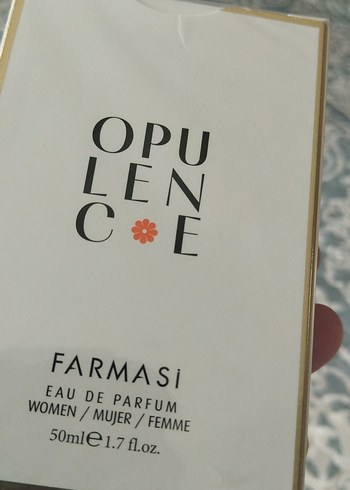 OPU
LEN
C E
FARMASi
EAU DE PARFUM
WOMEN / MUJER / FEMME
50ml℮1.7 fl.oz.